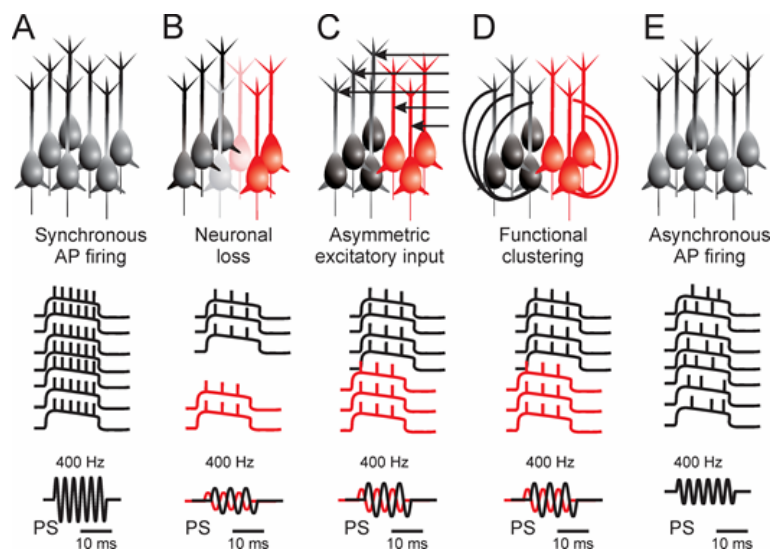 A B C D E
Synchronous
AP firing
Neuronal
loss
Asymmetric
excitatory input
Functional
clustering
Asynchronous
AP firing
400 Hz 400 Hz 400 Hz 400 Hz 400 Hz
PS PS PS PS PS
10 ms 10 ms 10 ms 10 ms 10 ms